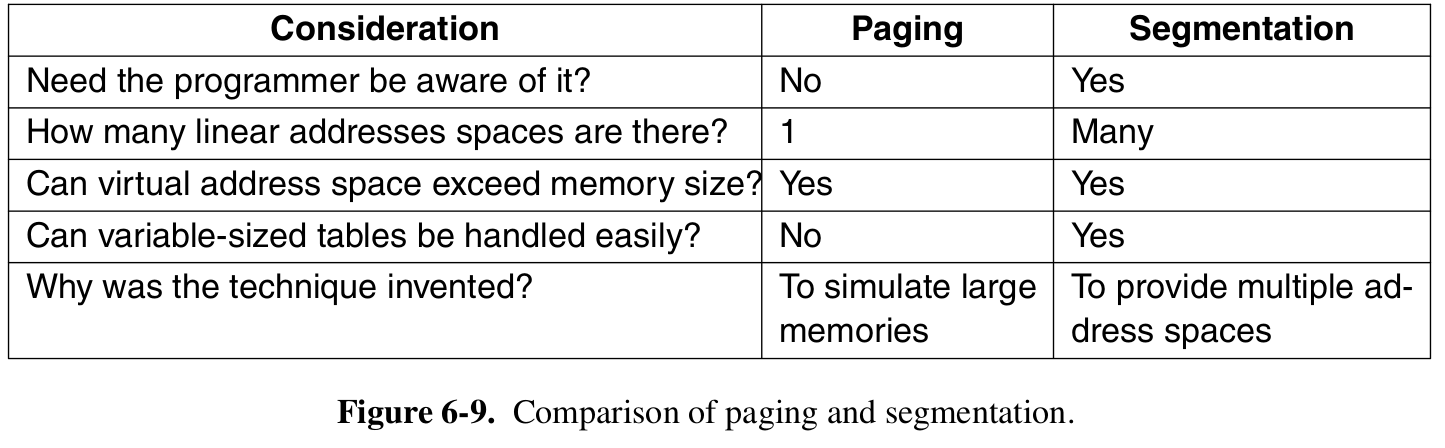 Consideration Paging Segmentation
Need the programmer be aware of it? No Yes
How many linear addresses spaces are there? 1 Many
Can virtual address space exceed memory size? Yes Yes
Can variable-sized tables be handled easily? No Yes
Why was the technique invented? To simulate large To provide multiple ad-
memories dress spaces
Figure 6-9. Comparison of paging and segmentation.